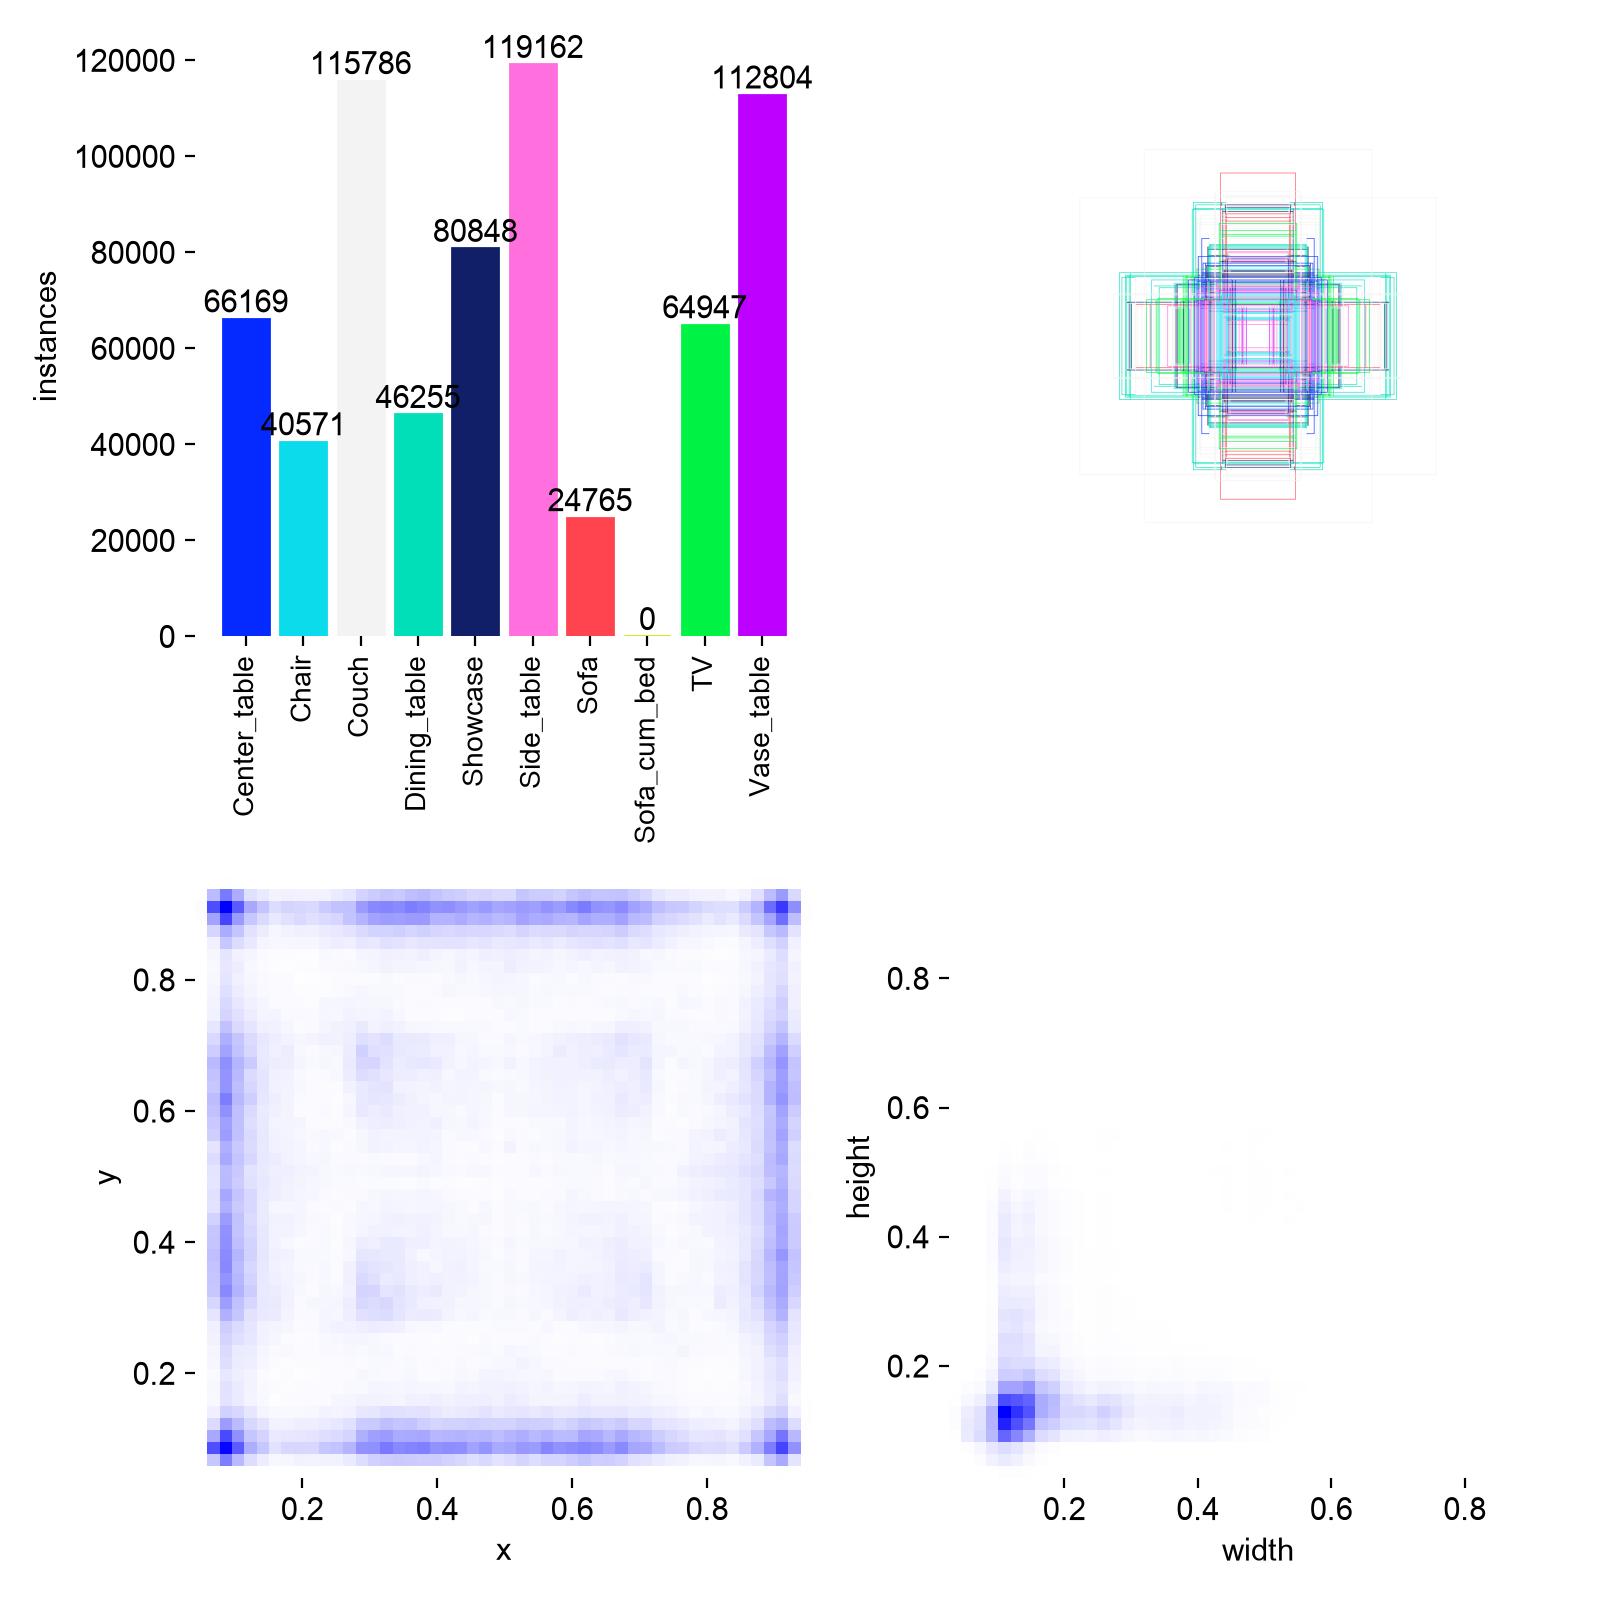 119162
120000
115786
112804
100000
80000
80848
66169
64947
60000
46255
40571
40000
24765
20000
0
0
instances
Center_table
Chair
Couch
Dining_table
Showcase
Side_table
Sofa
Sofa_cum_bed
TV
Vase_table
0.8
0.6
0.4
0.2
y
0.2 0.4 0.6 0.8
x
0.8
0.6
0.4
0.2
height
0.2 0.4 0.6 0.8
width